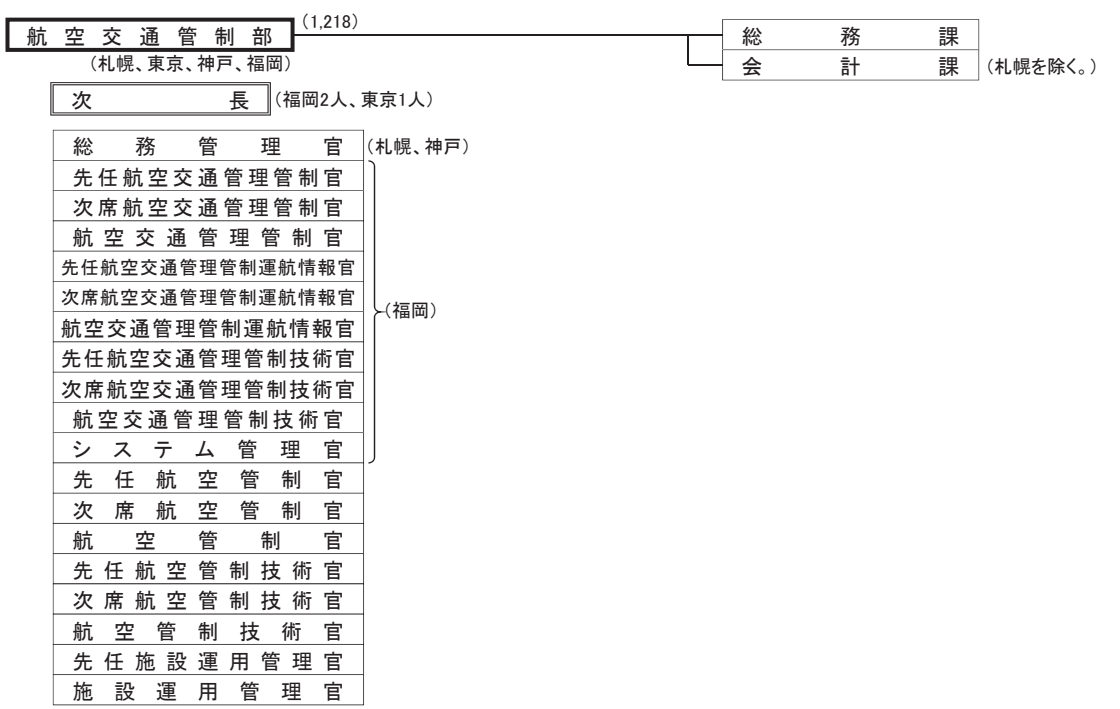 航空交通管制部 (1,218)
(札幌、東京、神戸、福岡)
総務課
会計課 (札幌を除く。)
次長 (福岡2人、東京1人)
総務管理官 (札幌、神戸)
先任航空交通管理管制官
次席航空交通管理管制官
航空交通管理管制官
先任航空交通管理管制運航情報官
次席航空交通管理管制運航情報官
(福岡)
航空交通管理管制運航情報官
先任航空交通管理管制技術官
次席航空交通管理管制技術官
航空交通管理管制技術官
システム管理官
先任航空管制官
次席航空管制官
航空管制官
先任航空管制技術官
次席航空管制技術官
航空管制技術官
先任施設運用管理官
施設運用管理官